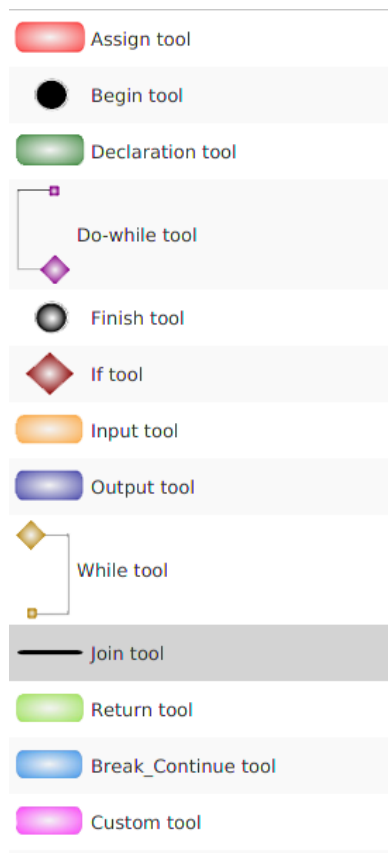 Assign tool
Begin tool
Declaration tool
Do-while tool
Finish tool
If tool
Input tool
Output tool
While tool
Join tool
Return tool
Break_Continue tool
Custom tool